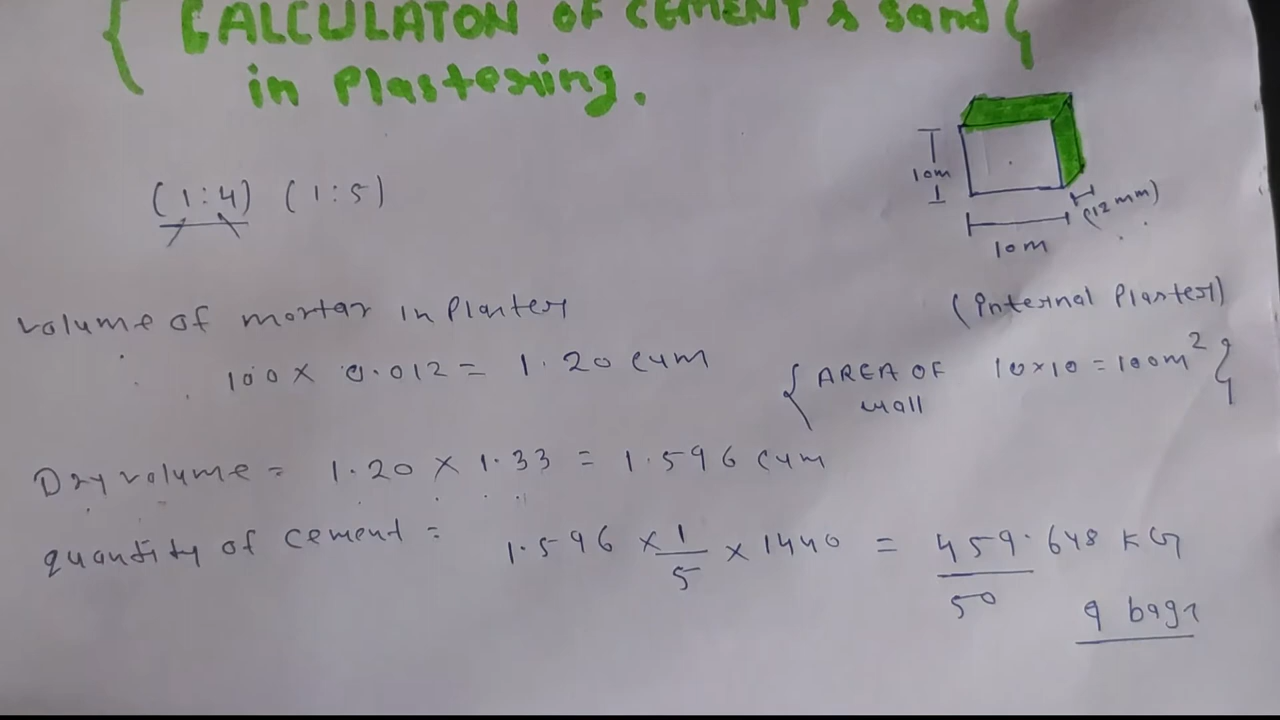 { CALCULATON OF CEMENT & Sand }
in Plastering.
10m
(12mm)
10m
(1:4) (1:5)
(Internal Plaster)
volume of mortar in Plaster
100 x 0.012 = 1.20 cum
{ AREA OF wall 10x10 = 100m² }
Dry volume = 1.20 x 1.33 = 1.596 cum
quantity of cement = 1.596 x 1/5 x 1440 = 459.648 KG
50
9 bags